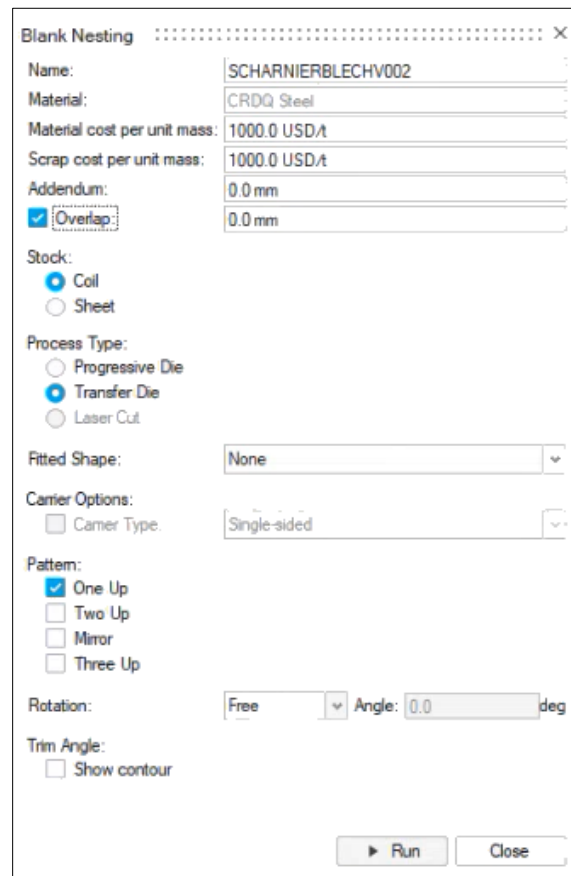 Blank Nesting
Name: SCHARNIERBLECHV002
Material: CRDQ Steel
Material cost per unit mass: 1000.0 USD/t
Scrap cost per unit mass: 1000.0 USD/t
Addendum: 0.0 mm
Overlap: 0.0 mm
Stock:
Coil
Sheet
Process Type:
Progressive Die
Transfer Die
Laser Cut
Fitted Shape: None
Carrier Options:
Carrier Type. Single-sided
Pattern:
One Up
Two Up
Mirror
Three Up
Rotation: Free Angle: 0.0 deg
Trim Angle:
Show contour
Run Close